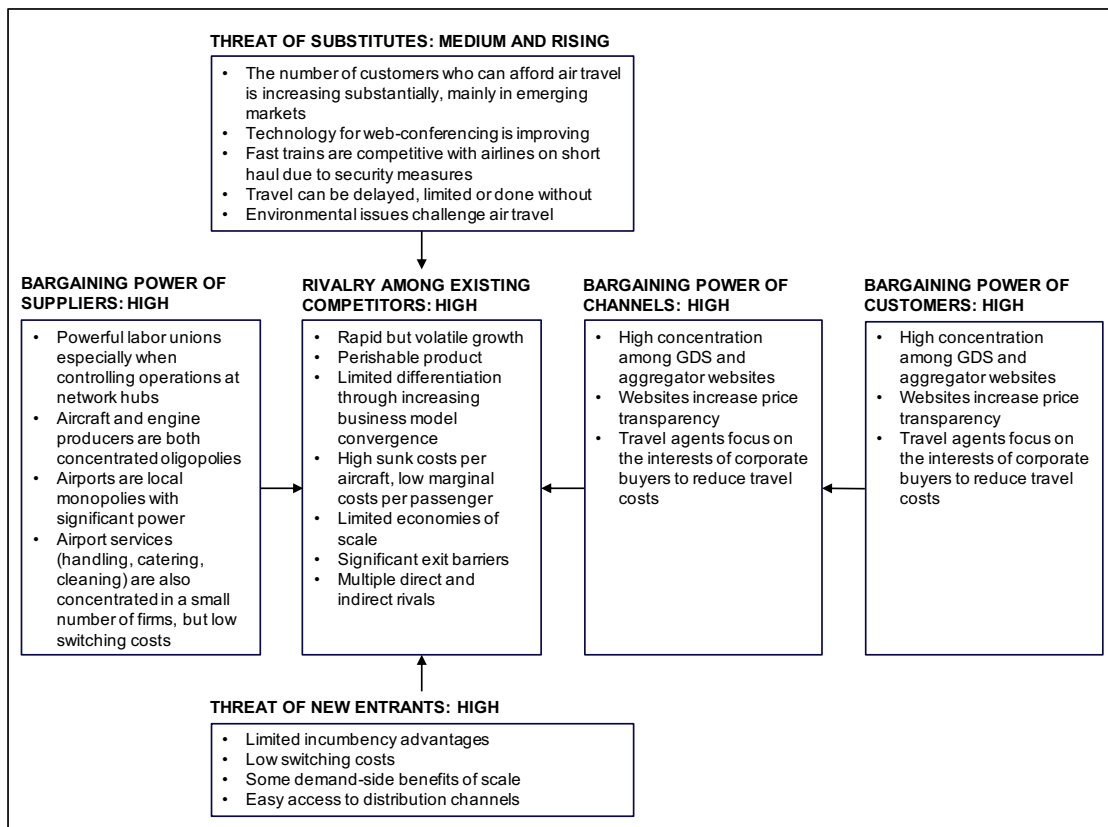 THREAT OF SUBSTITUTES: MEDIUM AND RISING
• The number of customers who can afford air travel
is increasing substantially, mainly in emerging
markets
• Technology for web-conferencing is improving
• Fast trains are competitive with airlines on short
haul due to security measures
• Travel can be delayed, limited or done without
• Environmental issues challenge air travel
BARGAINING POWER OF
SUPPLIERS: HIGH
• Powerful labor unions
especially when
controlling operations at
network hubs
• Aircraft and engine
producers are both
concentrated oligopolies
• Airports are local
monopolies with
significant power
• Airport services
(handling, catering,
cleaning) are also
concentrated in a small
number of firms, but low
switching costs
RIVALRY AMONG EXISTING
COMPETITORS: HIGH
• Rapid but volatile growth
• Perishable product
• Limited differentiation
through increasing
business model
convergence
• High sunk costs per
aircraft, low marginal
costs per passenger
• Limited economies of
scale
• Significant exit barriers
• Multiple direct and
indirect rivals
BARGAINING POWER OF
CHANNELS: HIGH
• High concentration
among GDS and
aggregator websites
• Websites increase price
transparency
• Travel agents focus on
the interests of corporate
buyers to reduce travel
costs
BARGAINING POWER OF
CUSTOMERS: HIGH
• High concentration
among GDS and
aggregator websites
• Websites increase price
transparency
• Travel agents focus on
the interests of corporate
buyers to reduce travel
costs
THREAT OF NEW ENTRANTS: HIGH
• Limited incumbency advantages
• Low switching costs
• Some demand-side benefits of scale
• Easy access to distribution channels